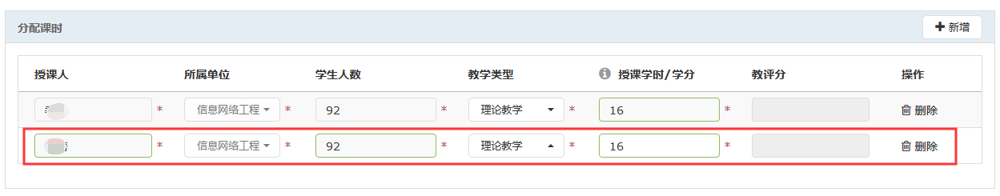 分配课时
新增
授课人 所属单位 学生人数 教学类型 授课学时/学分 教评分 操作
* 信息网络工程 * 92 * 理论教学 * 16 * 删除
* 信息网络工程 * 92 * 理论教学 * 16 * 删除